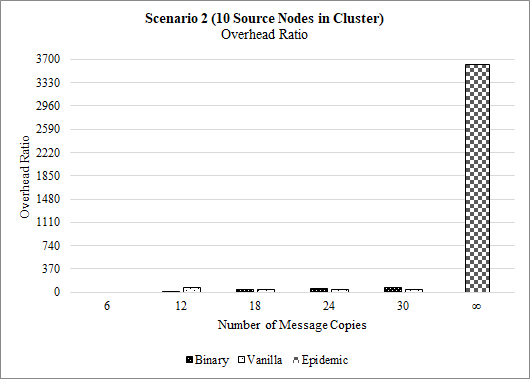 Scenario 2 (10 Source Nodes in Cluster)
Overhead Ratio
Overhead Ratio
3700
3330
2960
2590
2220
1850
1480
1110
740
370
0
6 12 18 24 30 ∞
Number of Message Copies
Binary Vanilla Epidemic